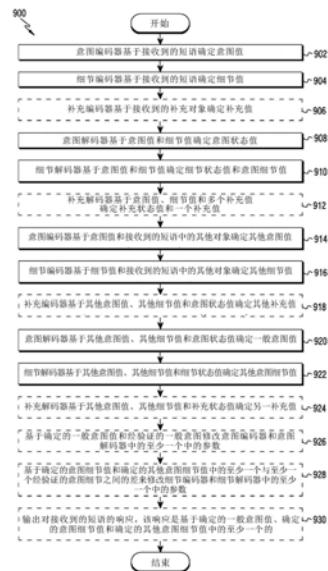 900
开始
意图编码器基于接收到的短语确定意图值
902
细节编码器基于接收到的短语确定细节值
904
补充编码器基于接收到的补充对象确定补充值
906
意图解码器基于意图值和细节值确定意图状态值
908
细节解码器基于意图值和细节值确定细节状态值和意图细节值
910
补充解码器基于意图值、细节值和多个补充值
确定补充状态值和一个补充值
912
意图编码器基于意图值和接收到的短语中的其他对象确定其他意图值
914
细节编码器基于细节值和接收到的短语中的其他对象确定其他细节值
916
补充编码器基于其他意图值、其他细节值和意图状态值确定其他补充值
918
意图解码器基于其他意图值、其他细节值和意图状态值确定一般意图值
920
细节解码器基于其他意图值、其他细节值和细节状态值确定其他意图细节值
922
补充解码器基于其他意图值、其他细节值和补充状态值确定另一补充值
924
基于确定的一般意图值和经验证的一般意图修改意图编码器和意图
解码器中的至少一个中的参数
926
基于确定的意图细节值和确定的其他意图细节值中的至少一个与至少一
个经验证的意图细节值之间的差来修改细节编码器和细节解码器中的至少
一个中的参数
928
输出对接收到的短语的响应，该响应是基于确定的一般意图值、确定
的意图细节值和确定的其他意图细节值中的至少一个的
930
结束